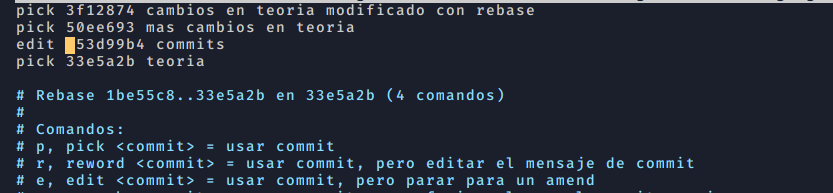 pick 3f12874 cambios en teoria modificado con rebase
pick 50ee693 mas cambios en teoria
edit 53d99b4 commits
pick 33e5a2b teoria
# Rebase 1be55c8..33e5a2b en 33e5a2b (4 comandos)
#
# Comandos:
# p, pick <commit> = usar commit
# r, reword <commit> = usar commit, pero editar el mensaje de commit
# e, edit <commit> = usar commit, pero parar para un amend